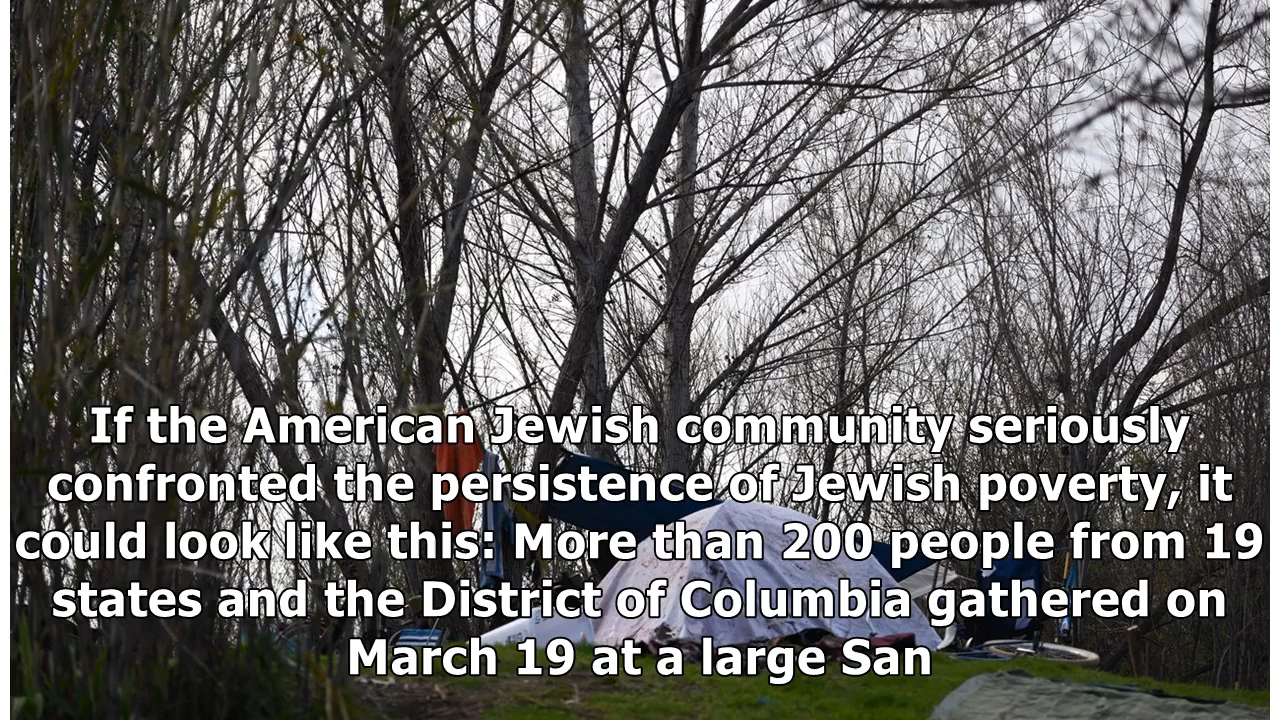 If the American Jewish community seriously
confronted the persistence of Jewish poverty, it
could look like this: More than 200 people from 19
states and the District of Columbia gathered on
March 19 at a large San